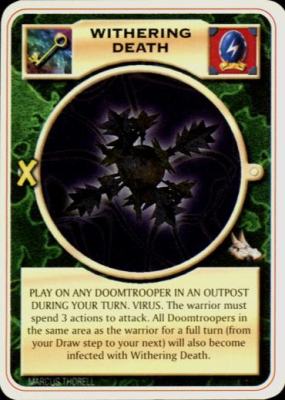 WITHERING
DEATH
X
PLAY ON ANY DOOMTROOPER IN AN OUTPOST
DURING YOUR TURN. VIRUS. The warrior must
spend 3 actions to attack. All Doomtroopers in
the same area as the warrior for a full turn (from
your Draw step to your next) will also become
infected with Withering Death.
MARCUS THORELL